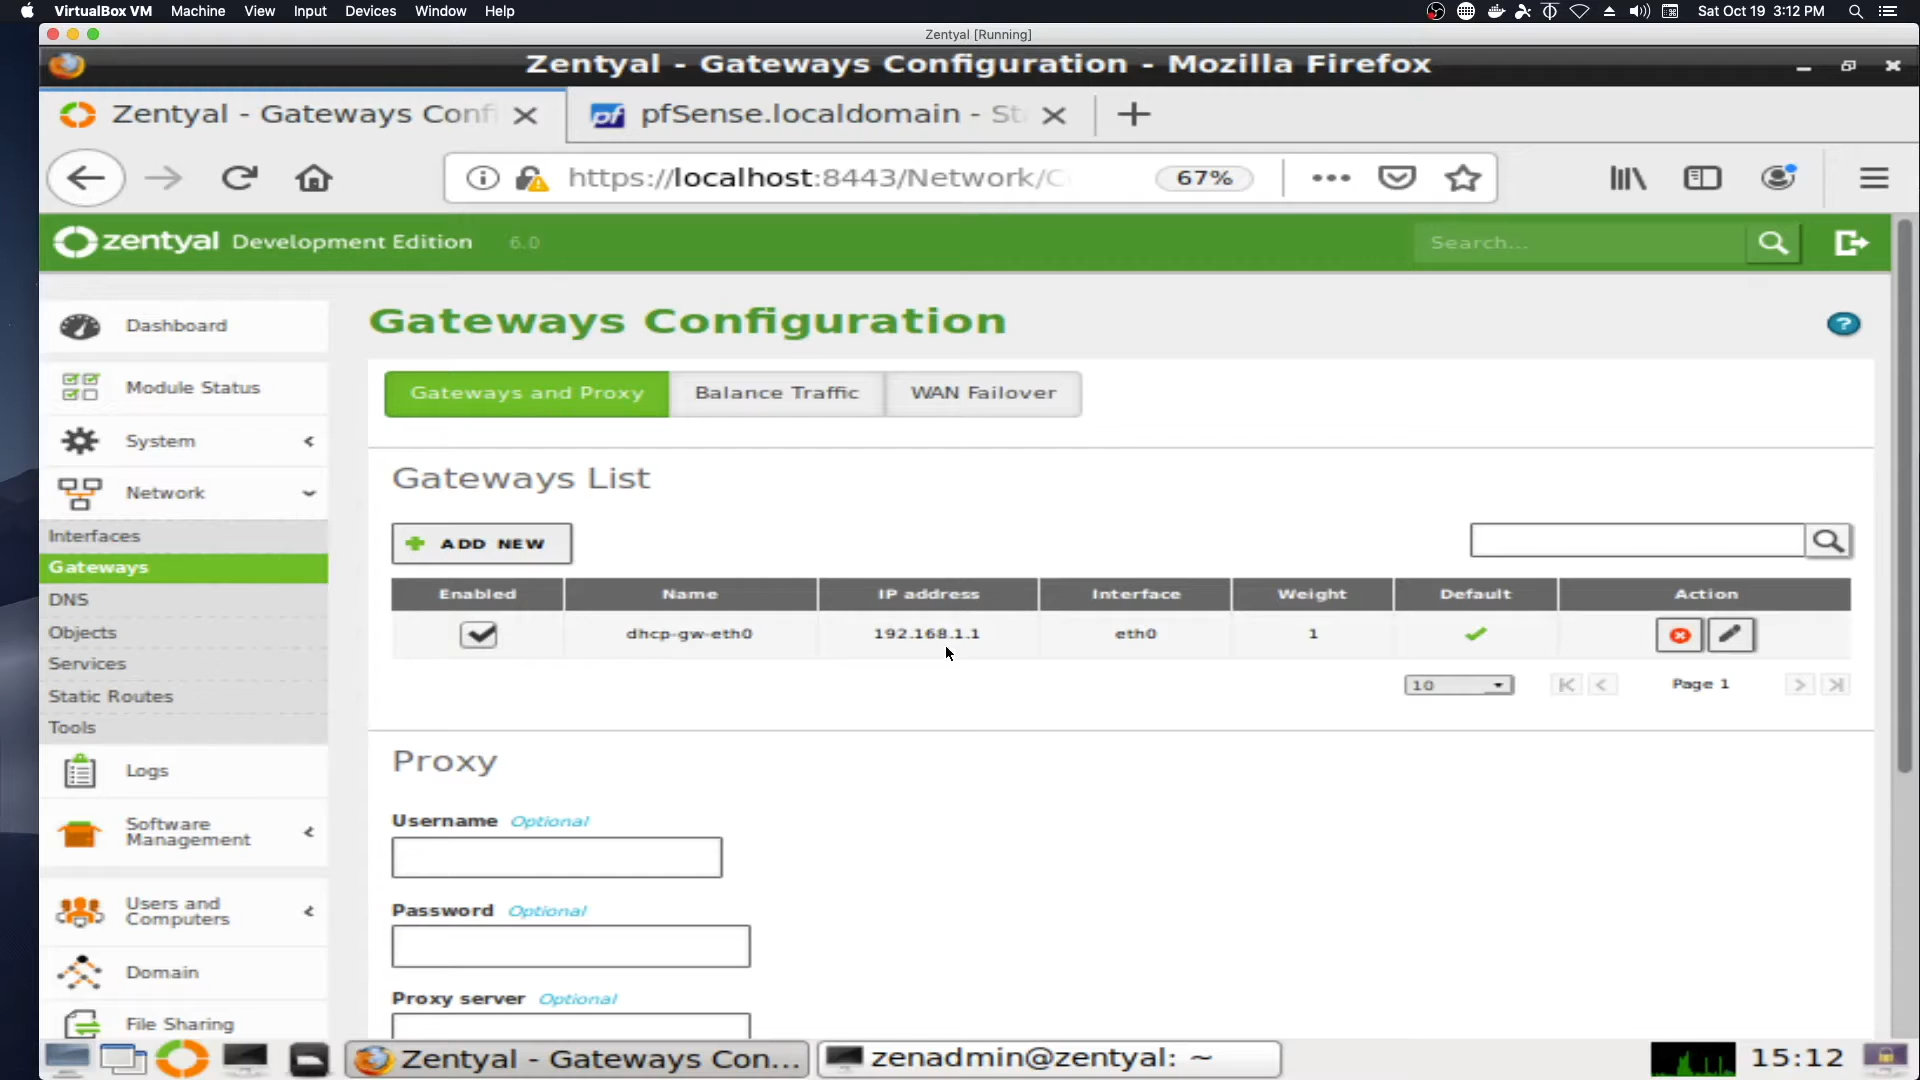 VirtualBox VM Machine View Input Devices Window Help Sat Oct 19 3:12 PM
Zentyal [Running]
Zentyal - Gateways Configuration - Mozilla Firefox
Zentyal - Gateways Conf
pf pfSense.localdomain - St
https://localhost:8443/Network/C 67%
zentyal Development Edition 6.0 Search...
Dashboard
Module Status
System
Network
Interfaces
Gateways
DNS
Objects
Services
Static Routes
Tools
Logs
Software
Management
Users and
Computers
Domain
File Sharing
Gateways Configuration
?
Gateways and Proxy Balance Traffic WAN Failover
Gateways List
ADD NEW
Enabled Name IP address Interface Weight Default Action
dhcp-gw-eth0 192.168.1.1 eth0 1
10 Page 1
Proxy
Username Optional
Password Optional
Proxy server Optional
Zentyal - Gateways Con... zenadmin@zentyal: ~ 15:12